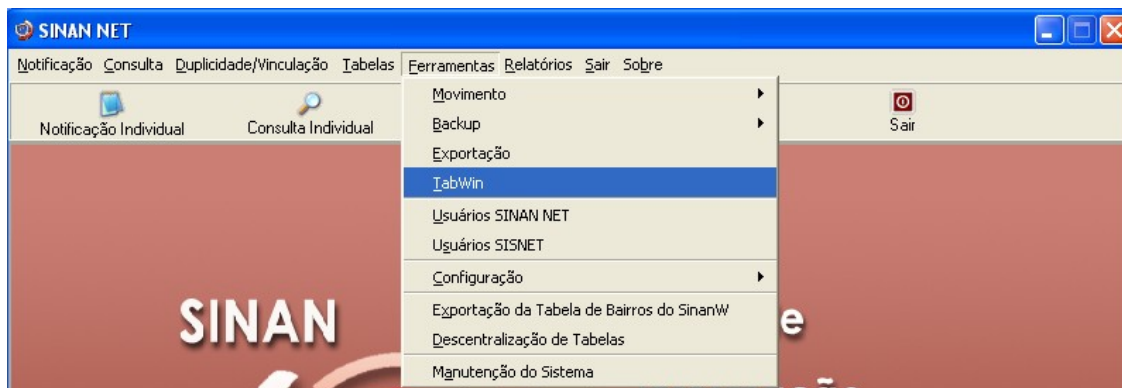 SINAN NET
Notificação Consulta Duplicidade/Vinculação Tabelas Ferramentas Relatórios Sair Sobre
Notificação Individual Consulta Individual Sair
Movimento
Backup
Exportação
TabWin
Usuários SINAN NET
Usuários SISNET
Configuração
Exportação da Tabela de Bairros do SinanW
Descentralização de Tabelas
Manutenção do Sistema
SINAN